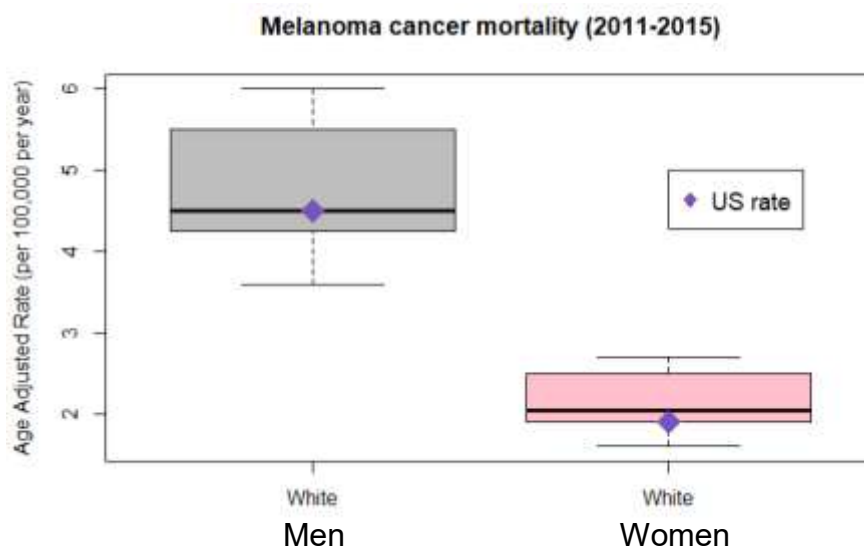 Melanoma cancer mortality (2011-2015)
Age Adjusted Rate (per 100,000 per year)
6
5
4
3
2
US rate
White
White
Men
Women